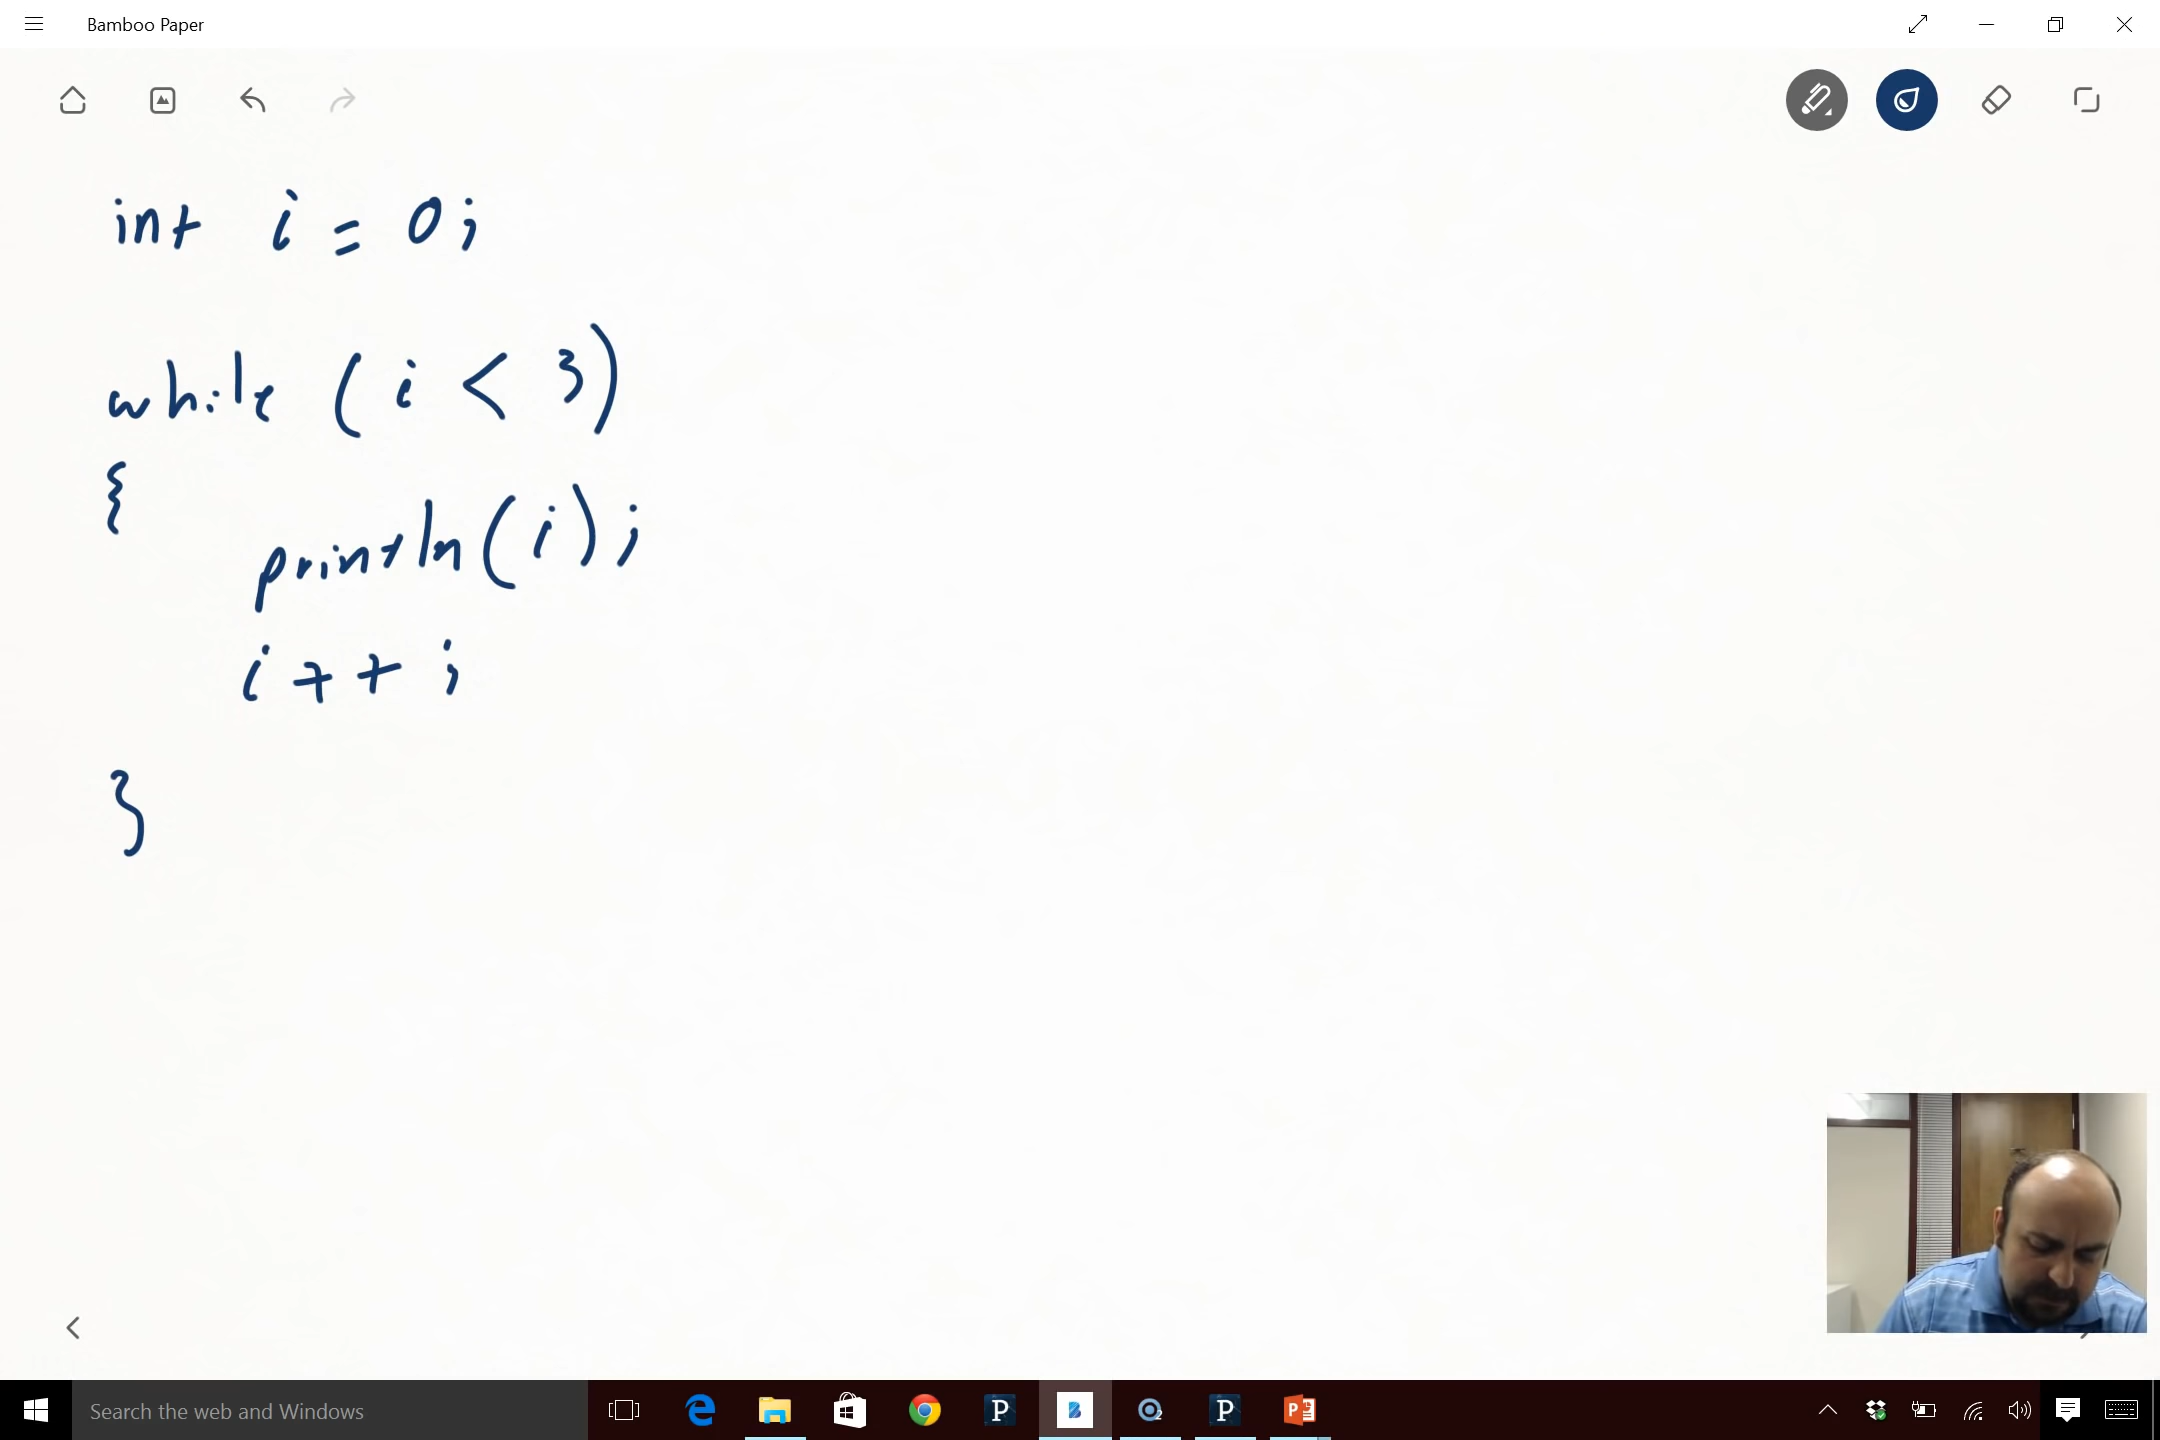 Bamboo Paper
int i = 0;
while (i < 3)
{
println(i);
i++;
}
Search the web and Windows